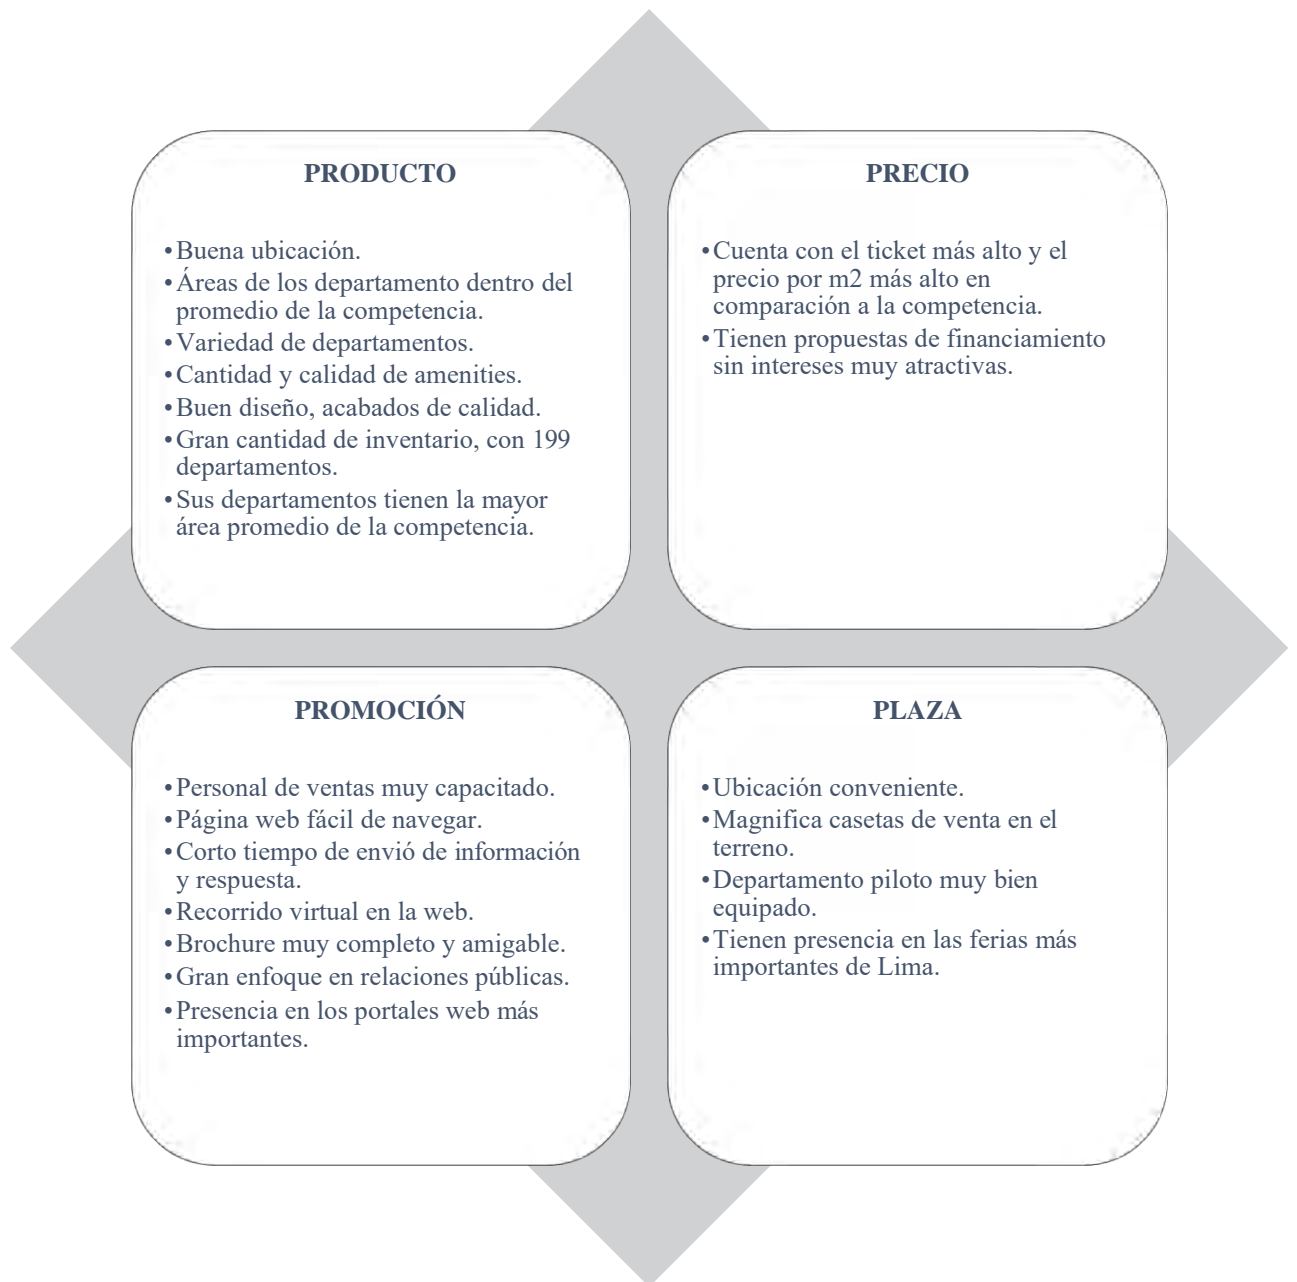 PRODUCTO
•Buena ubicación.
•Áreas de los departamento dentro del
promedio de la competencia.
•Variedad de departamentos.
•Cantidad y calidad de amenities.
•Buen diseño, acabados de calidad.
•Gran cantidad de inventario, con 199
departamentos.
•Sus departamentos tienen la mayor
área promedio de la competencia.
PRECIO
•Cuenta con el ticket más alto y el
precio por m2 más alto en
comparación a la competencia.
•Tienen propuestas de financiamiento
sin intereses muy atractivas.
PROMOCIÓN
•Personal de ventas muy capacitado.
•Página web fácil de navegar.
•Corto tiempo de envió de información
y respuesta.
•Recorrido virtual en la web.
•Brochure muy completo y amigable.
•Gran enfoque en relaciones públicas.
•Presencia en los portales web más
importantes.
PLAZA
•Ubicación conveniente.
•Magnifica casetas de venta en el
terreno.
•Departamento piloto muy bien
equipado.
•Tienen presencia en las ferias más
importantes de Lima.